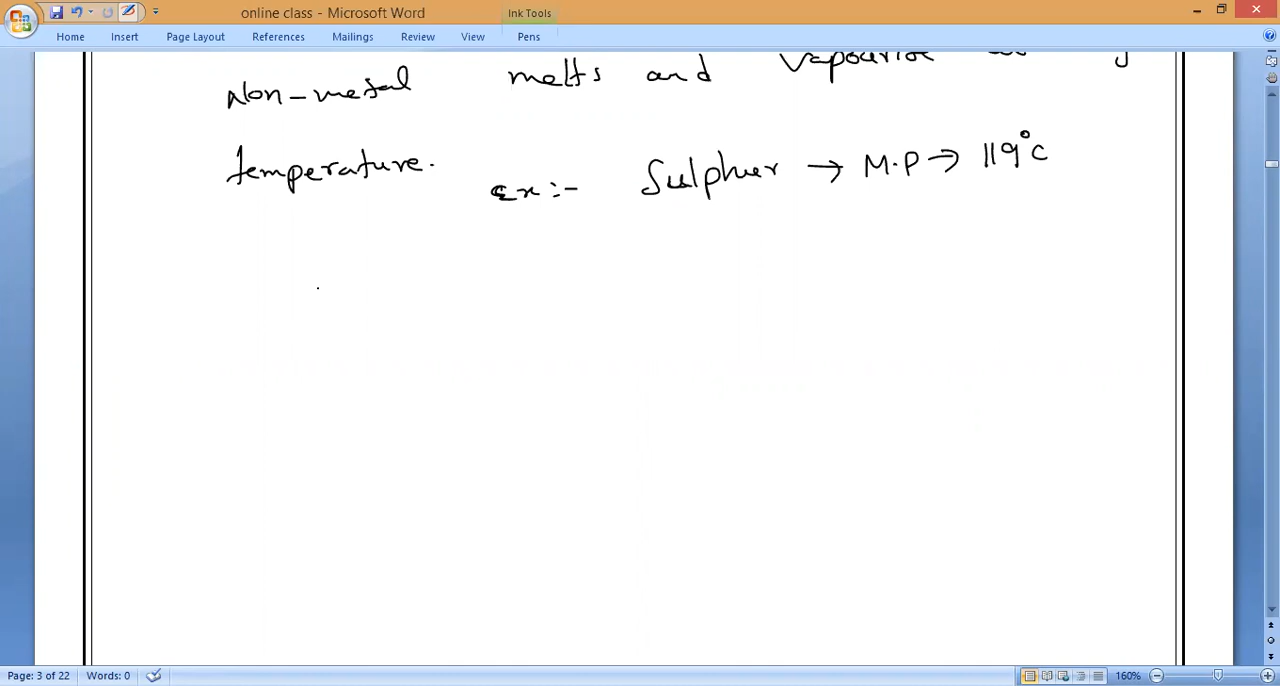 online class - Microsoft Word
Ink Tools
Home Insert Page Layout References Mailings Review View Pens
Non-metal melts and vapourise
temperature.
ex:- Sulphur → M.P → 119°C
Page: 3 of 22 Words: 0 160%